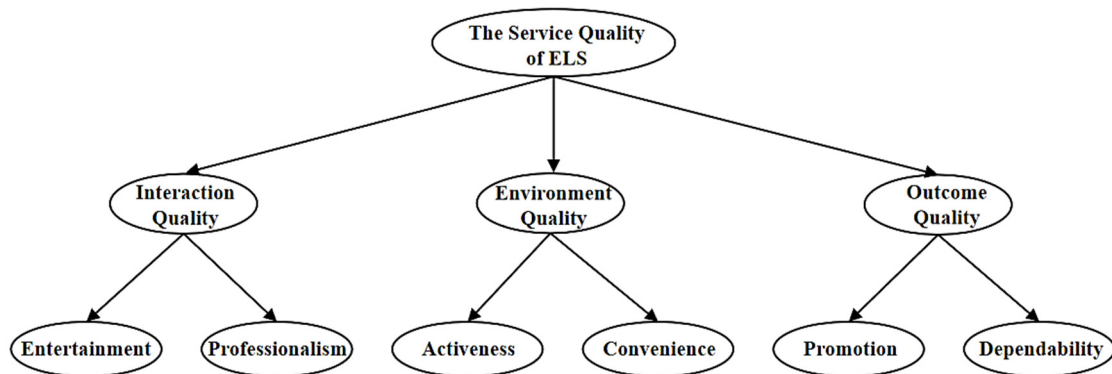 The Service Quality
of ELS
Interaction
Quality
Environment
Quality
Outcome
Quality
Entertainment
Professionalism
Activeness
Convenience
Promotion
Dependability